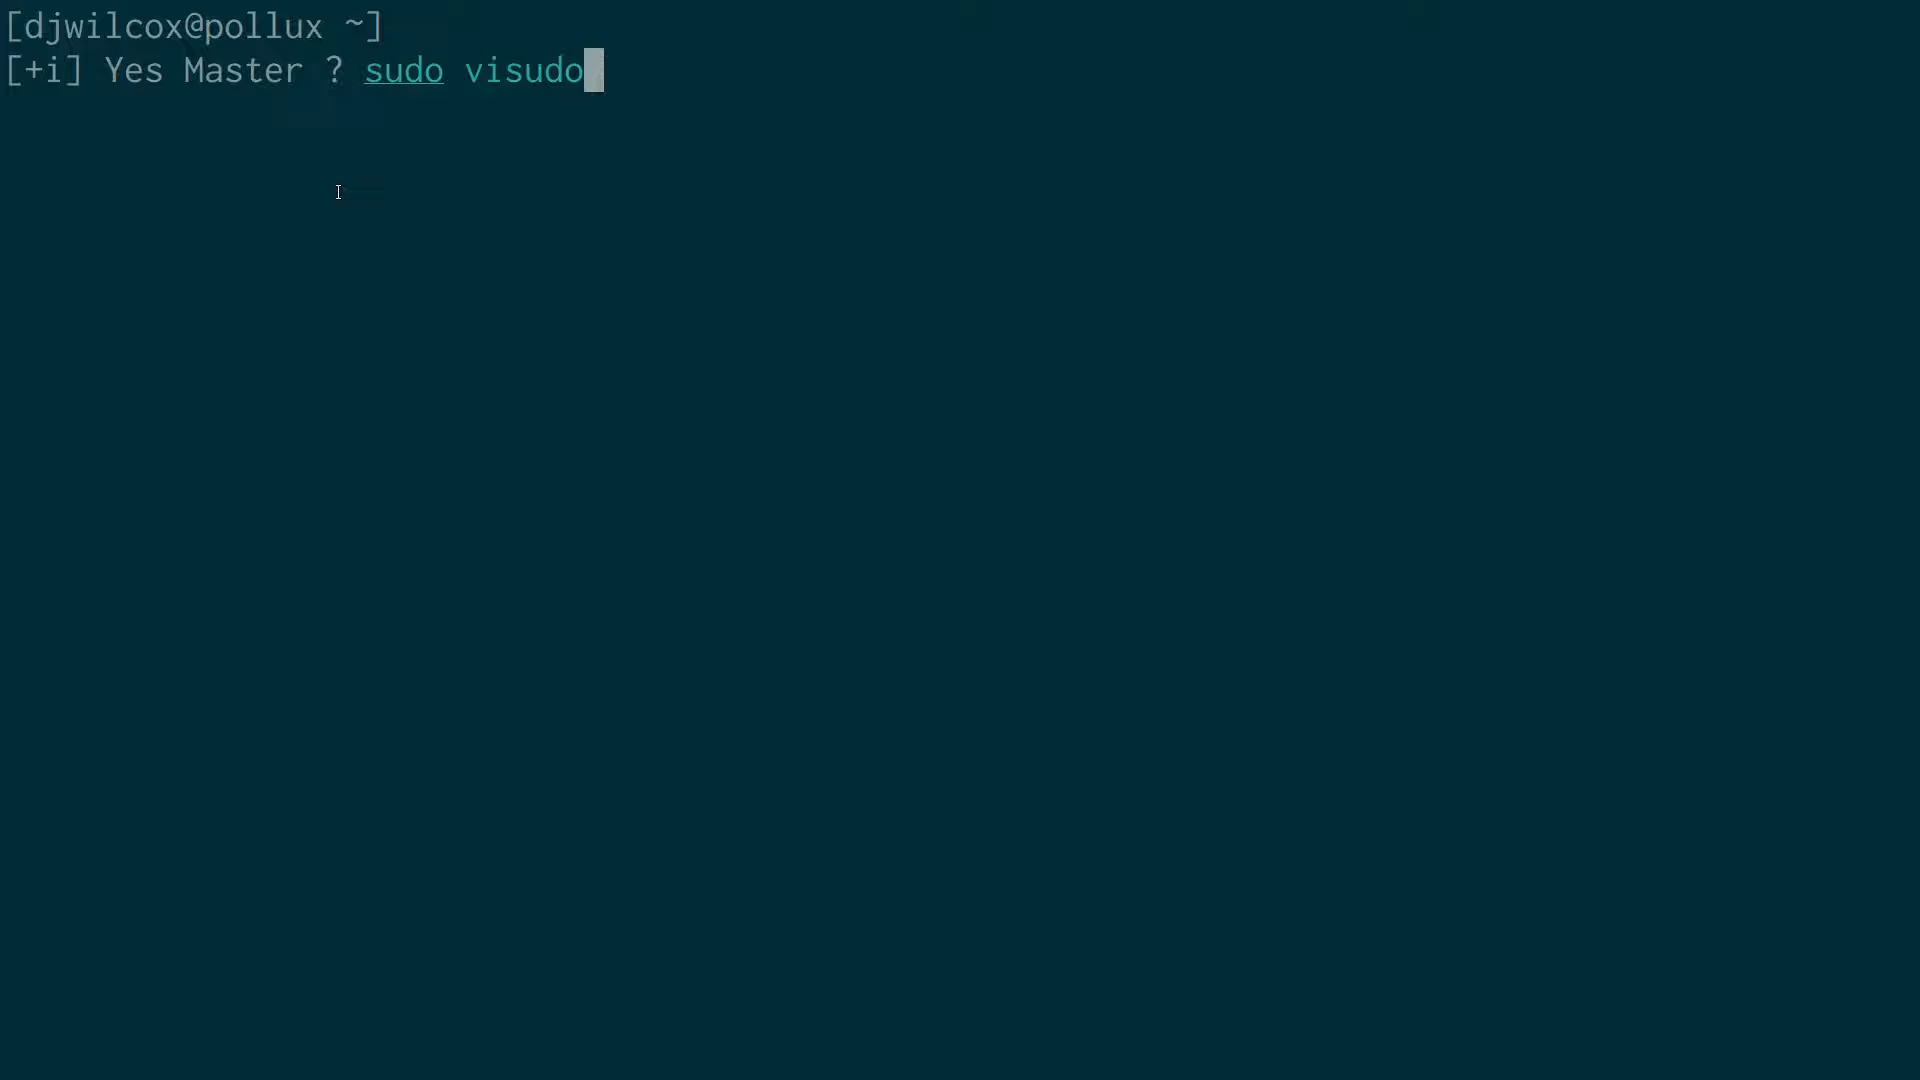 [djwilcox@pollux ~]
[+i] Yes Master ? sudo visudo